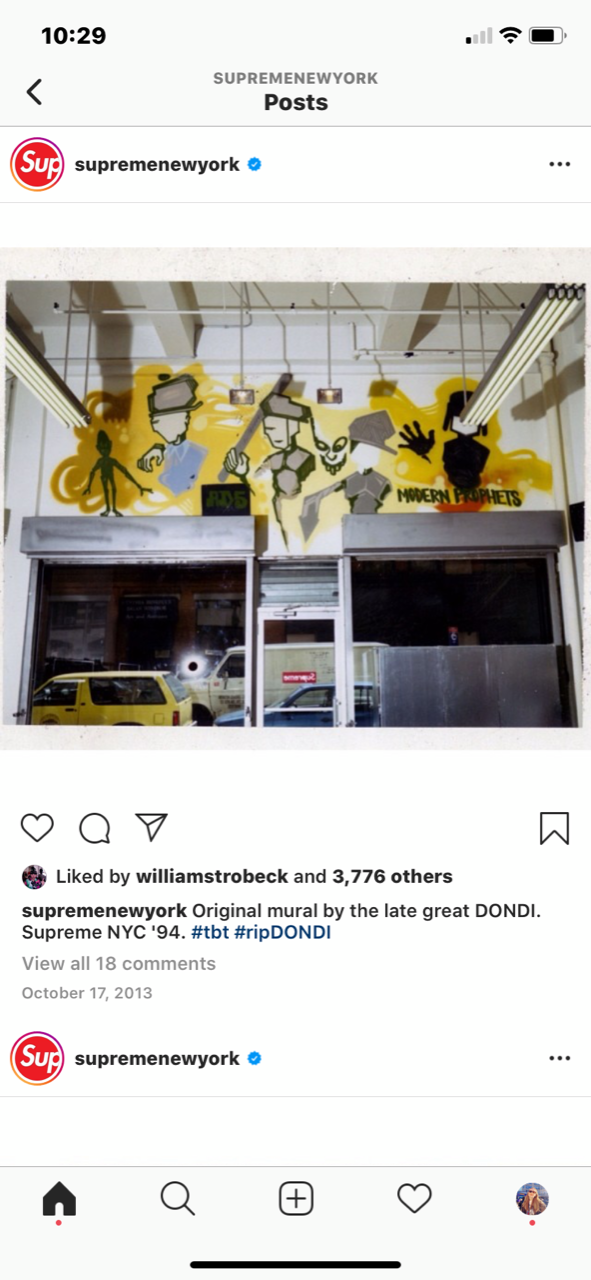 10:29
SUPREMENEWYORK
Posts
Sup
supremenewyork
MODERN PROPHETS
Supreme
Liked by williamstrobeck and 3,776 others
supremenewyork Original mural by the late great DONDI.
Supreme NYC '94. #tbt #ripDONDI
View all 18 comments
October 17, 2013
Sup
supremenewyork